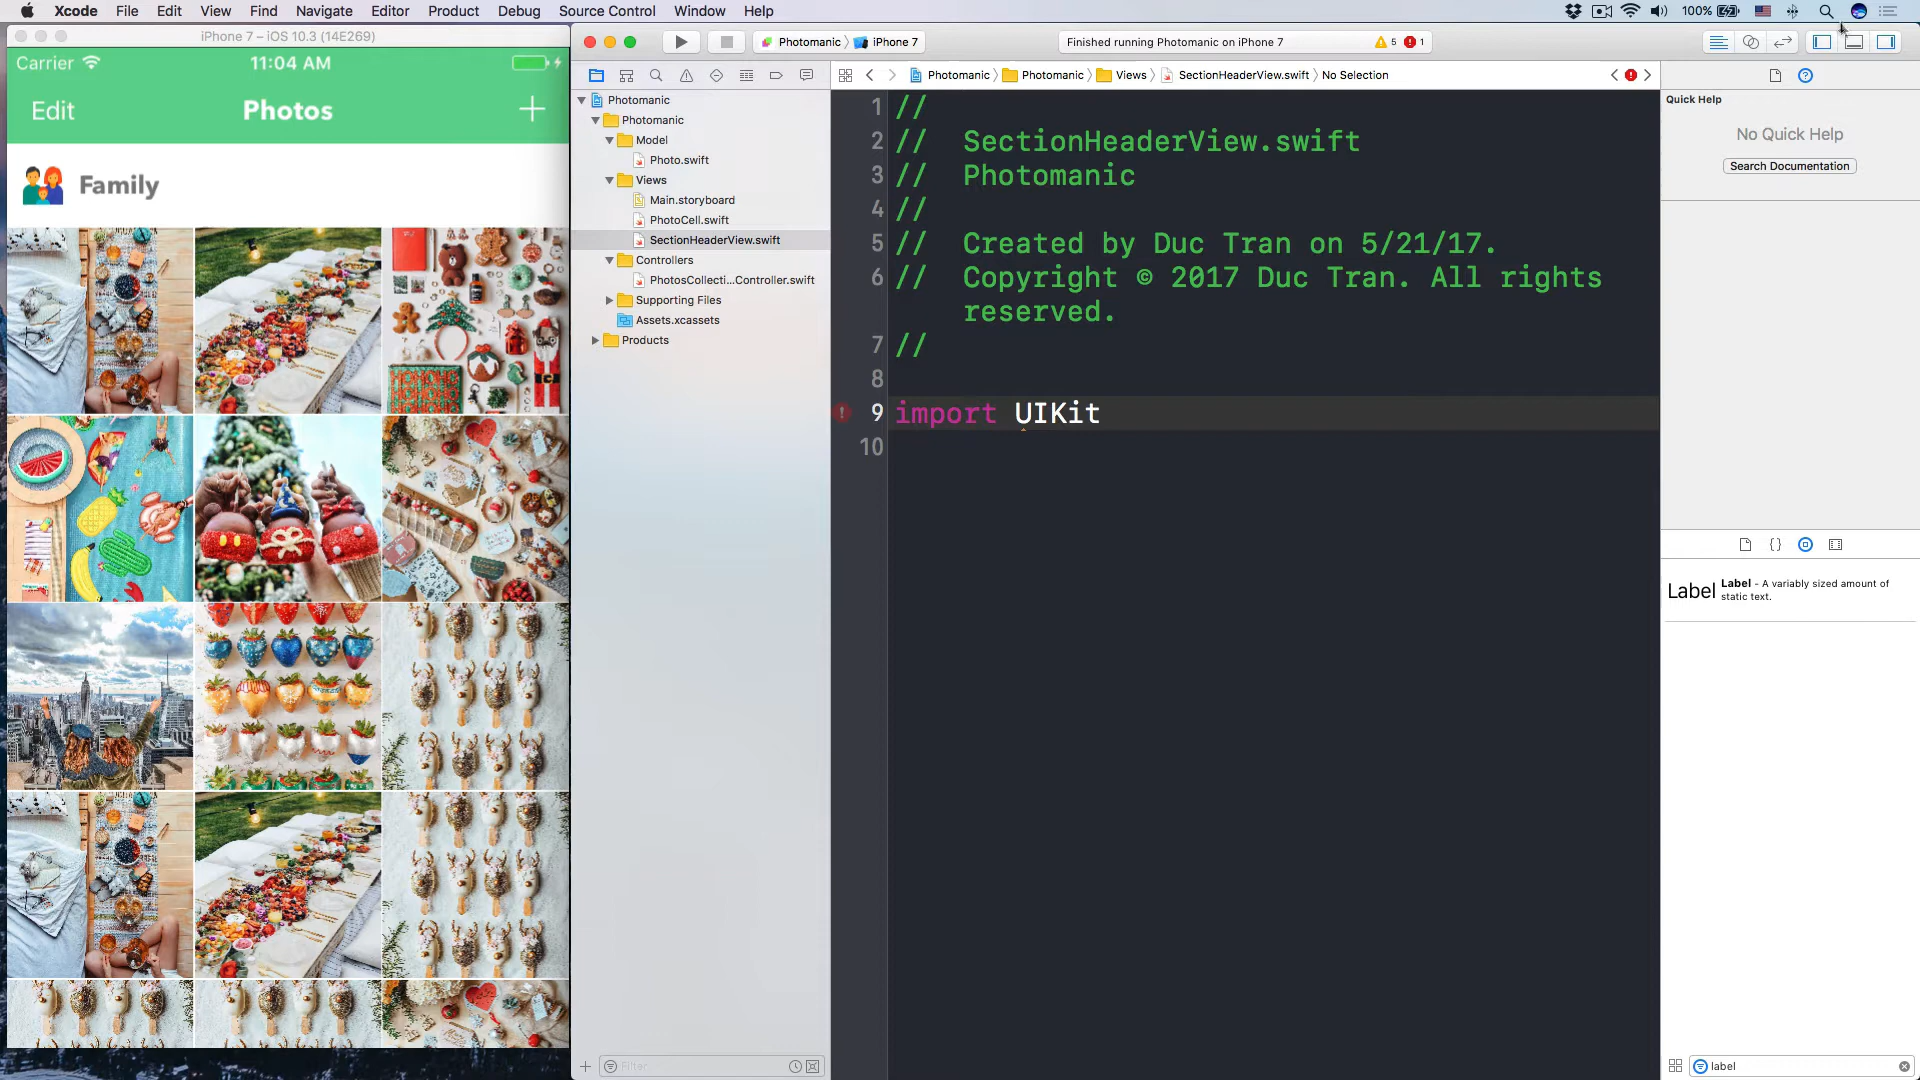 Xcode File Edit View Find Navigate Editor Product Debug Source Control Window Help
100%
iPhone 7 – iOS 10.3 (14E269)
Carrier 11:04 AM
Edit Photos +
Family
Photomanic iPhone 7
Finished running Photomanic on iPhone 7
5 1
Photomanic Photomanic Views SectionHeaderView.swift No Selection
Photomanic
Photomanic
Model
Photo.swift
Views
Main.storyboard
PhotoCell.swift
SectionHeaderView.swift
Controllers
PhotosCollecti...Controller.swift
Supporting Files
Assets.xcassets
Products
Filter
1 //
2 // SectionHeaderView.swift
3 // Photomanic
4 //
5 // Created by Duc Tran on 5/21/17.
6 // Copyright © 2017 Duc Tran. All rights
reserved.
7 //
8
9 import UIKit
10
Quick Help
No Quick Help
Search Documentation
{}
Label Label - A variably sized amount of
static text.
label